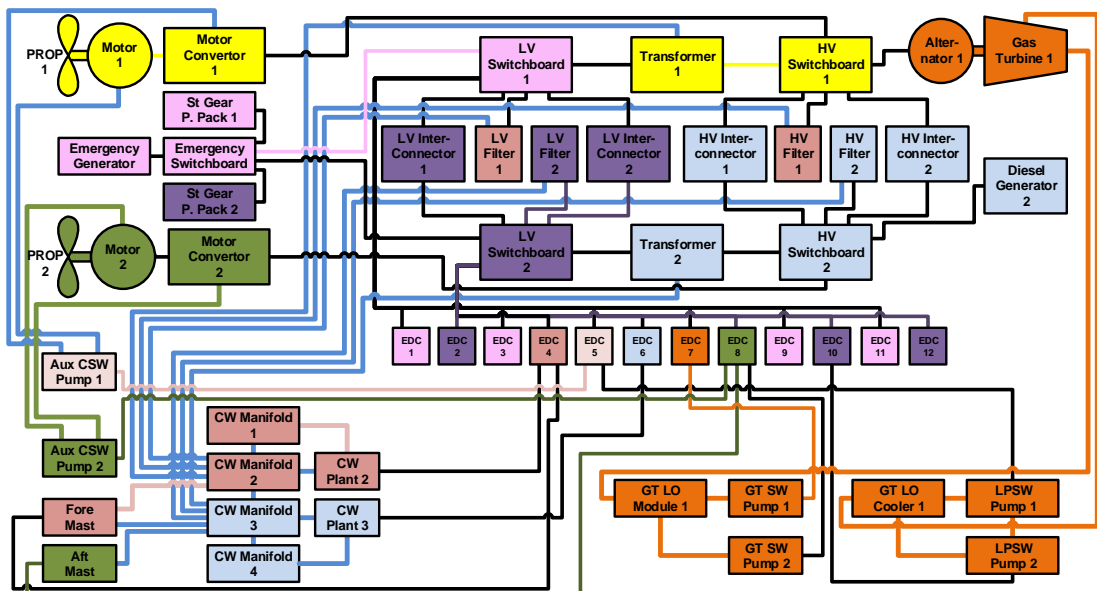 PROP
1
Motor
1
Motor
Convertor
1
LV
Switchboard
1
Transformer
1
HV
Switchboard
1
Alter-
nator 1
Gas
Turbine 1
St Gear
P. Pack 1
Emergency
Generator
Emergency
Switchboard
St Gear
P. Pack 2
LV Inter-
Connector
1
LV
Filter
1
LV
Filter
2
LV Inter-
Connector
2
HV Inter-
connector
1
HV
Filter
1
HV
Filter
2
HV Inter-
connector
2
Diesel
Generator
2
PROP
2
Motor
2
Motor
Convertor
2
LV
Switchboard
2
Transformer
2
HV
Switchboard
2
EDC
1
EDC
2
EDC
3
EDC
4
EDC
5
EDC
6
EDC
7
EDC
8
EDC
9
EDC
10
EDC
11
EDC
12
Aux CSW
Pump 1
Aux CSW
Pump 2
CW Manifold
1
CW Manifold
2
CW
Plant 2
CW Manifold
3
CW
Plant 3
CW Manifold
4
Fore
Mast
Aft
Mast
GT LO
Module 1
GT SW
Pump 1
GT SW
Pump 2
GT LO
Cooler 1
LPSW
Pump 1
LPSW
Pump 2